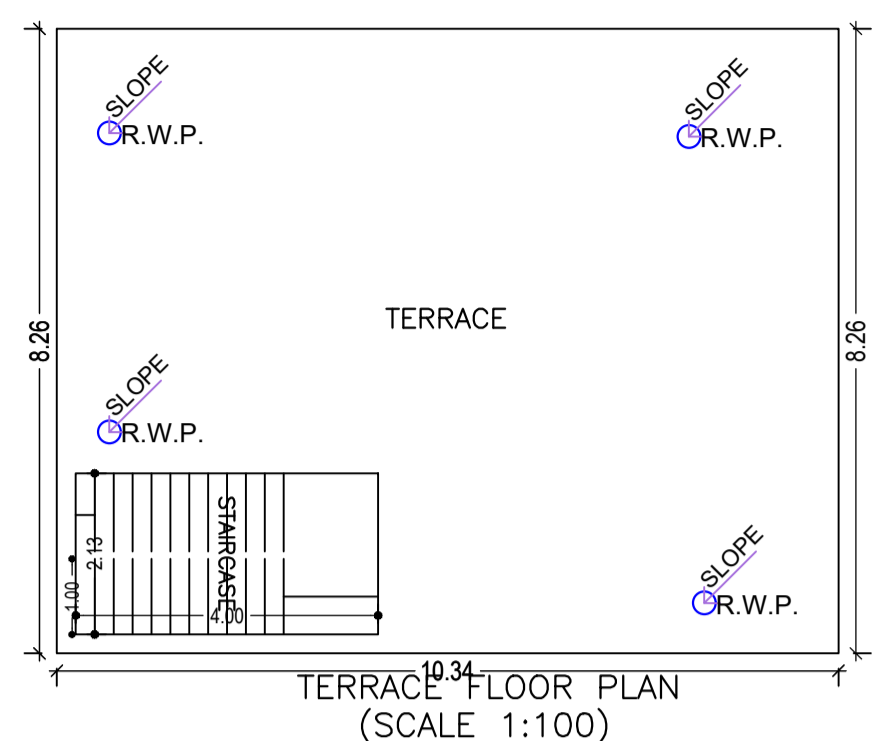 SLOPE
R.W.P.
SLOPE
R.W.P.
8.26
TERRACE
8.26
SLOPE
R.W.P.
STAIRCASE
2.13
1.00
4.00
SLOPE
R.W.P.
10.34
TERRACE FLOOR PLAN
(SCALE 1:100)